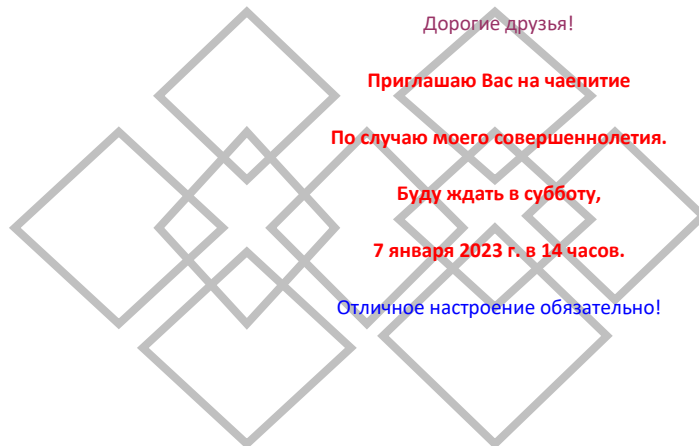 Дорогие друзья!
Приглашаю Вас на чаепитие
По случаю моего совершеннолетия.
Буду ждать в субботу,
7 января 2023 г. в 14 часов.
Отличное настроение обязательно!